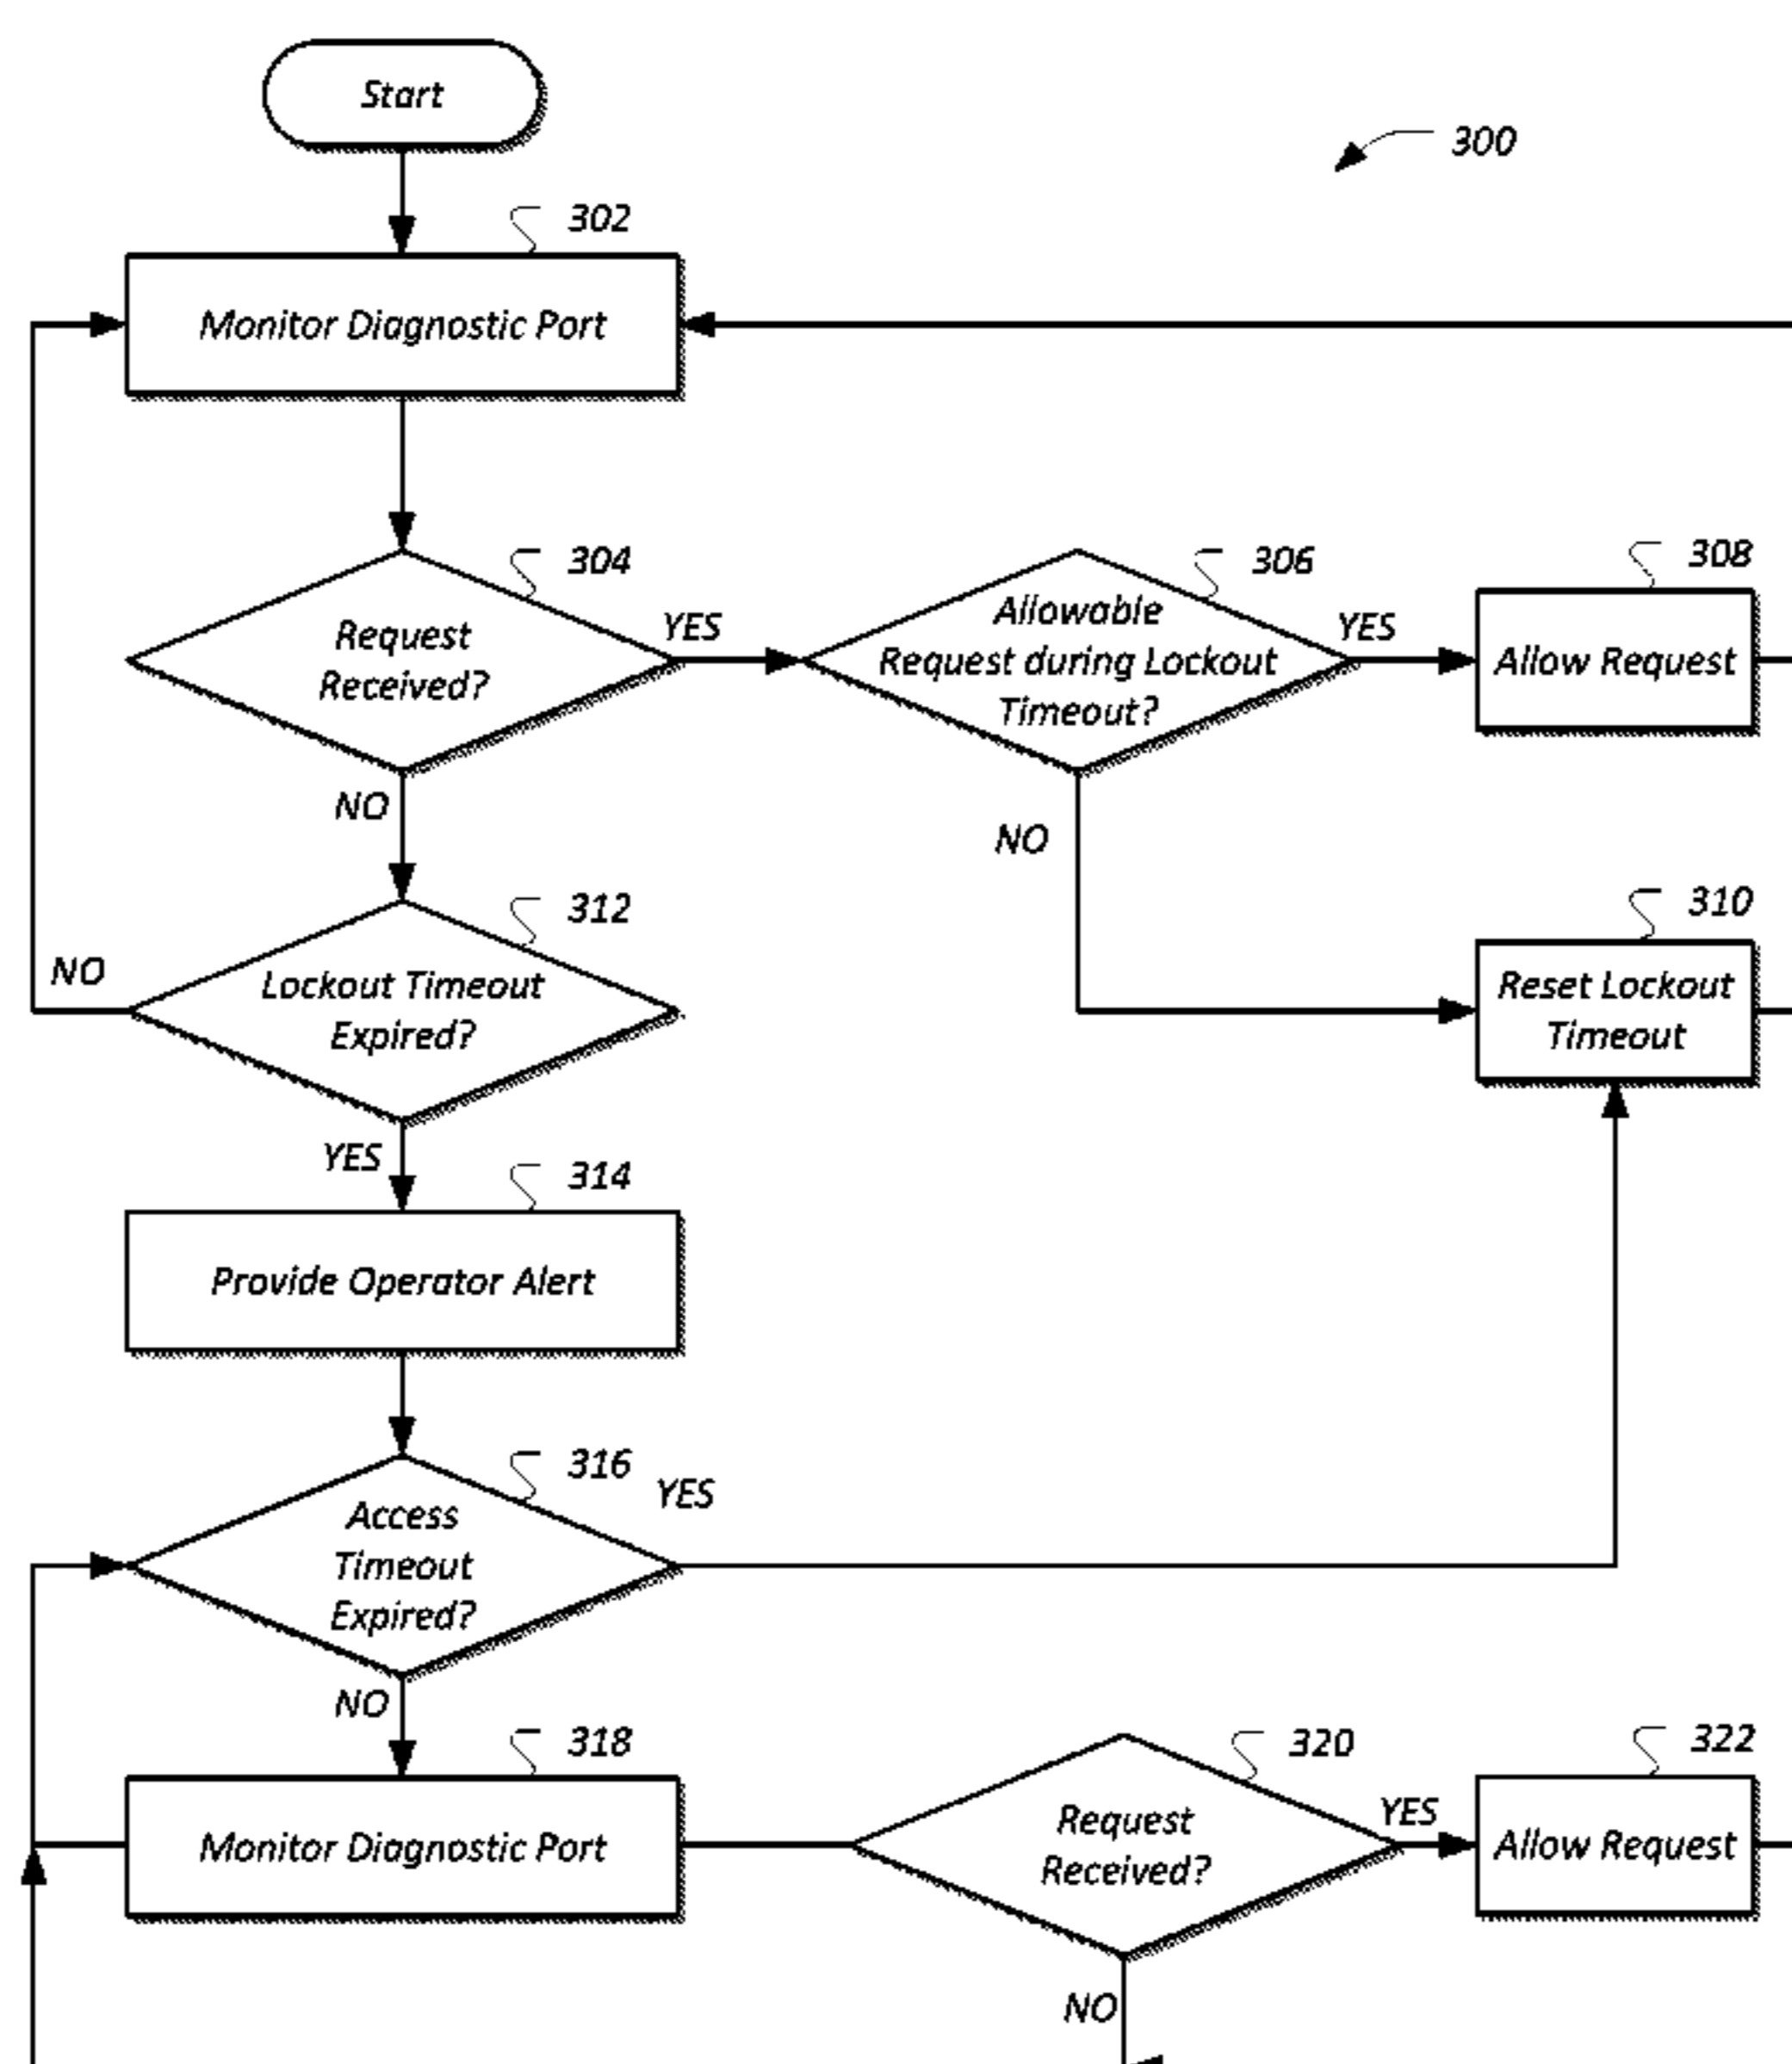 Start
300
302
Monitor Diagnostic Port
304
Request
Received?
YES
306
Allowable
Request during Lockout
Timeout?
YES
308
Allow Request
NO
NO
310
Reset Lockout
Timeout
312
Lockout Timeout
Expired?
NO
YES
314
Provide Operator Alert
316
YES
Access
Timeout
Expired?
NO
318
Monitor Diagnostic Port
320
Request
Received?
YES
322
Allow Request
NO